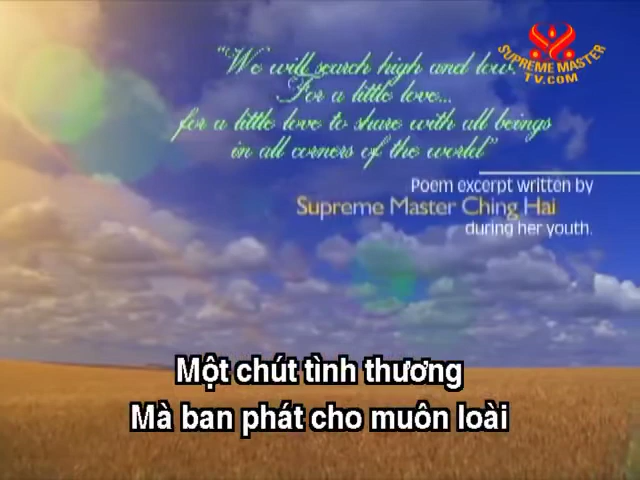 SUPREME MASTER
TV.COM
"We will search high and low.
For a little love...
for a little love to share with all beings
in all corners of the world"
Poem excerpt written by
Supreme Master Ching Hai
during her youth.
Một chút tình thương
Mà ban phát cho muôn loài